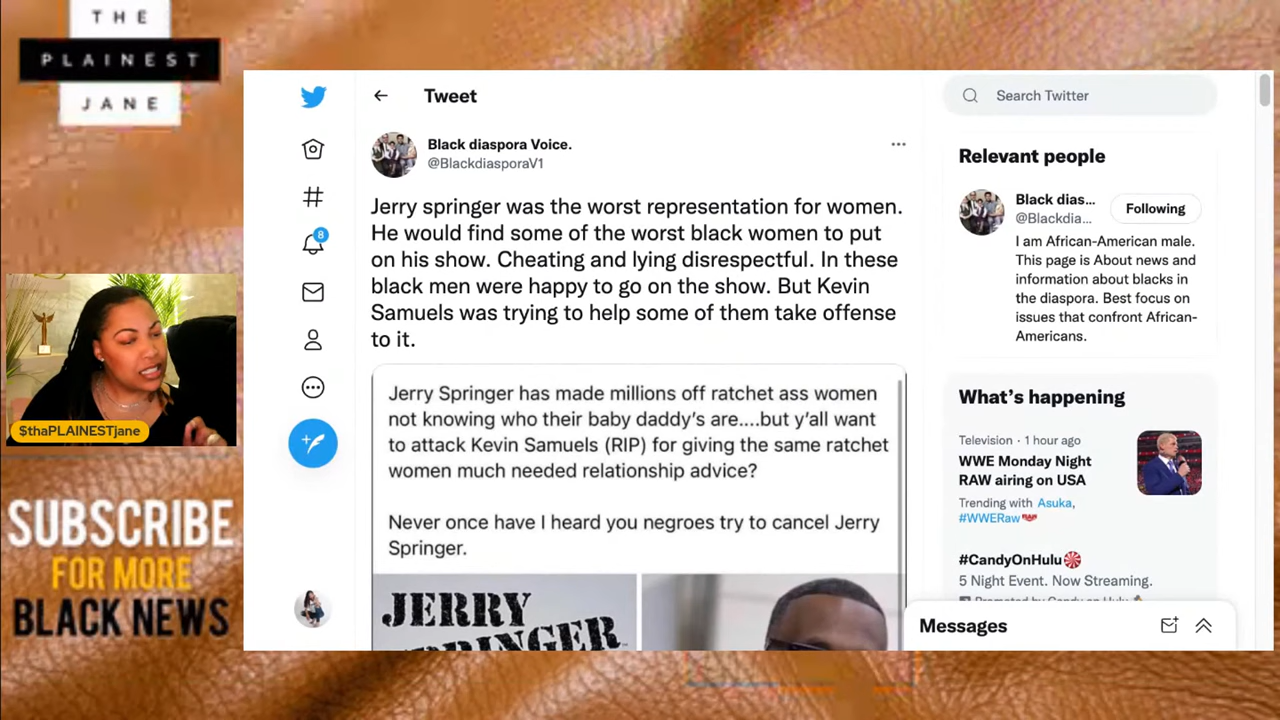 THE
PLAINEST
JANE
$thaPLAINESTjane
SUBSCRIBE
FOR MORE
BLACK NEWS
Tweet
Black diaspora Voice.
@BlackdiasporaV1
Jerry springer was the worst representation for women.
He would find some of the worst black women to put
on his show. Cheating and lying disrespectful. In these
black men were happy to go on the show. But Kevin
Samuels was trying to help some of them take offense
to it.
Jerry Springer has made millions off ratchet ass women
not knowing who their baby daddy's are....but y'all want
to attack Kevin Samuels (RIP) for giving the same ratchet
women much needed relationship advice?
Never once have I heard you negroes try to cancel Jerry
Springer.
JERRY
SPRINGER
8
Search Twitter
Relevant people
Black dias...
@Blackdia...
Following
I am African-American male.
This page is About news and
information about blacks in
the diaspora. Best focus on
issues that confront African-
Americans.
What's happening
Television · 1 hour ago
WWE Monday Night
RAW airing on USA
Trending with Asuka,
#WWERaw
#CandyOnHulu
5 Night Event. Now Streaming.
Promoted by Candy on Hulu
Messages